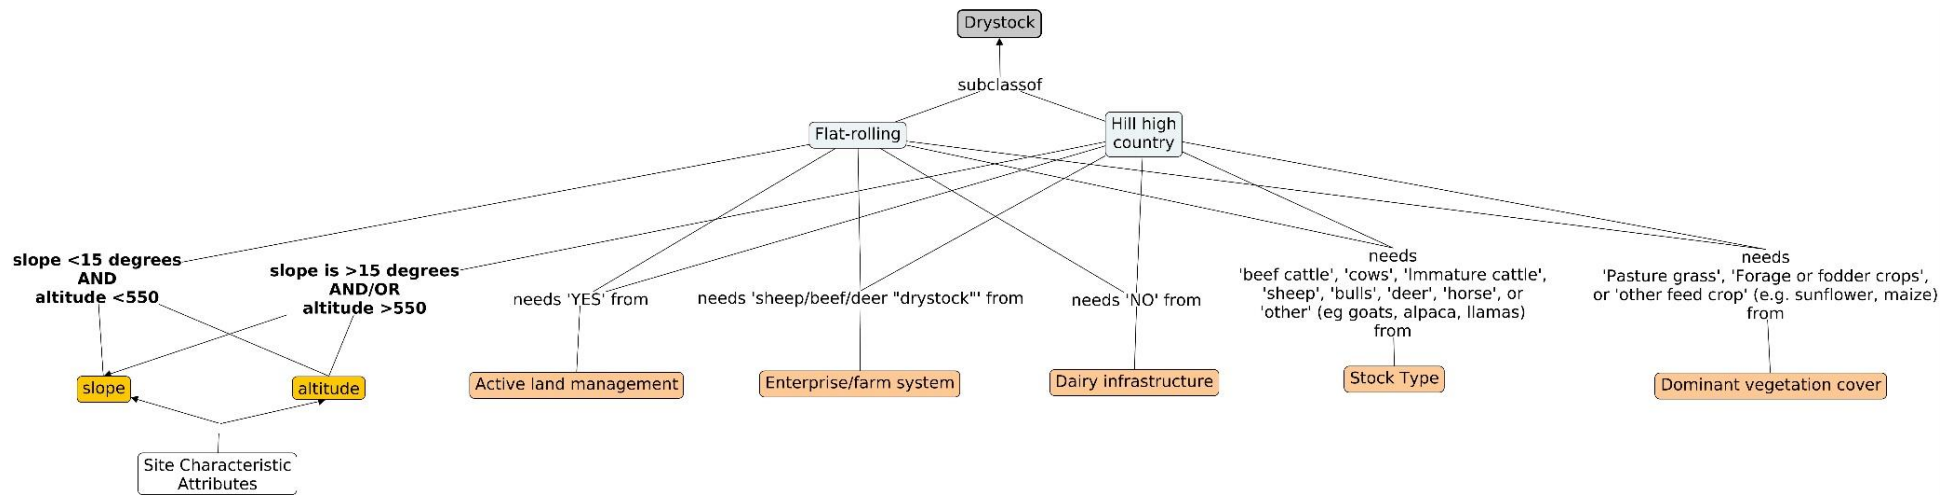 Drystock
subclassof
Flat-rolling
Hill high
country
slope <15 degrees
AND
altitude <550
slope is >15 degrees
AND/OR
altitude >550
needs 'YES' from
needs 'sheep/beef/deer "drystock"' from
needs 'NO' from
needs
'beef cattle', 'cows', 'Immature cattle',
'sheep', 'bulls', 'deer', 'horse', or
'other' (eg goats, alpaca, llamas)
from
needs
'Pasture grass', 'Forage or fodder crops',
or 'other feed crop' (e.g. sunflower, maize)
from
slope
altitude
Active land management
Enterprise/farm system
Dairy infrastructure
Stock Type
Dominant vegetation cover
Site Characteristic
Attributes